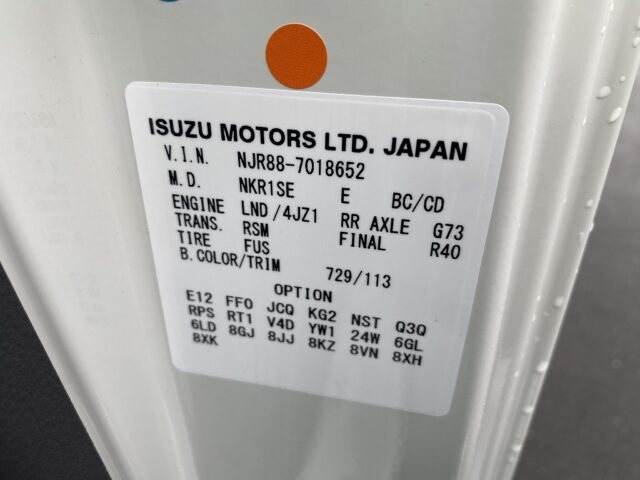 ISUZU MOTORS LTD. JAPAN
V.I.N. NJR88-7018652
M.D. NKR1SE E BC/CD
ENGINE LND/4JZ1 RR AXLE G73
TRANS. RSM FINAL R40
TIRE FUS
B.COLOR/TRIM 729/113
OPTION
E12 FF0 JCQ KG2 NST Q3Q
RPS RT1 V4D YW1 24W 6GL
6LD 8GJ 8JJ 8KZ 8VN 8XH
8XK